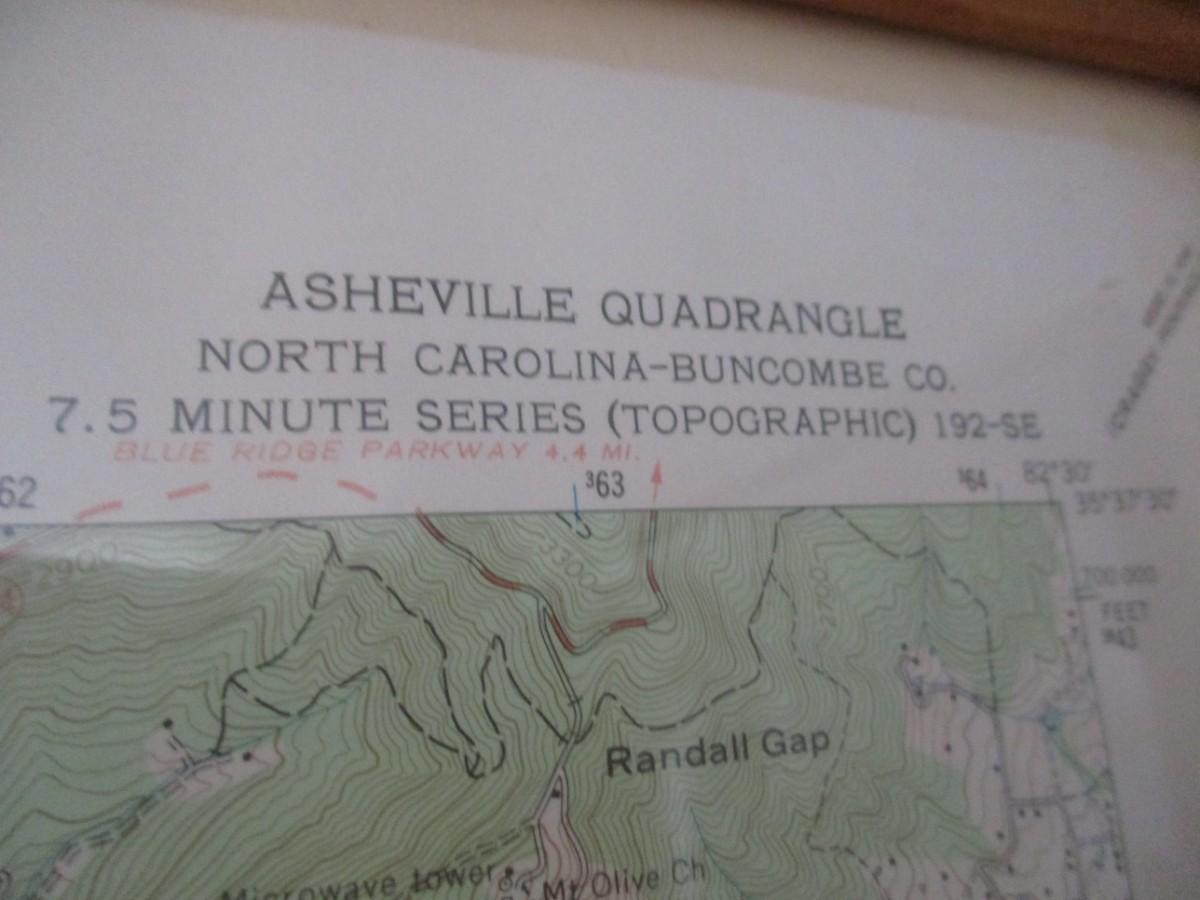 ASHEVILLE QUADRANGLE
NORTH CAROLINA-BUNCOMBE CO.
7.5 MINUTE SERIES (TOPOGRAPHIC) 192-SE
BLUE RIDGE PARKWAY 4.4 MI.
62
³63
³64
82°30'
35°37'30"
2900
3300
2700
700 000
FEET
Randall Gap
Microwave tower
Mt Olive Ch